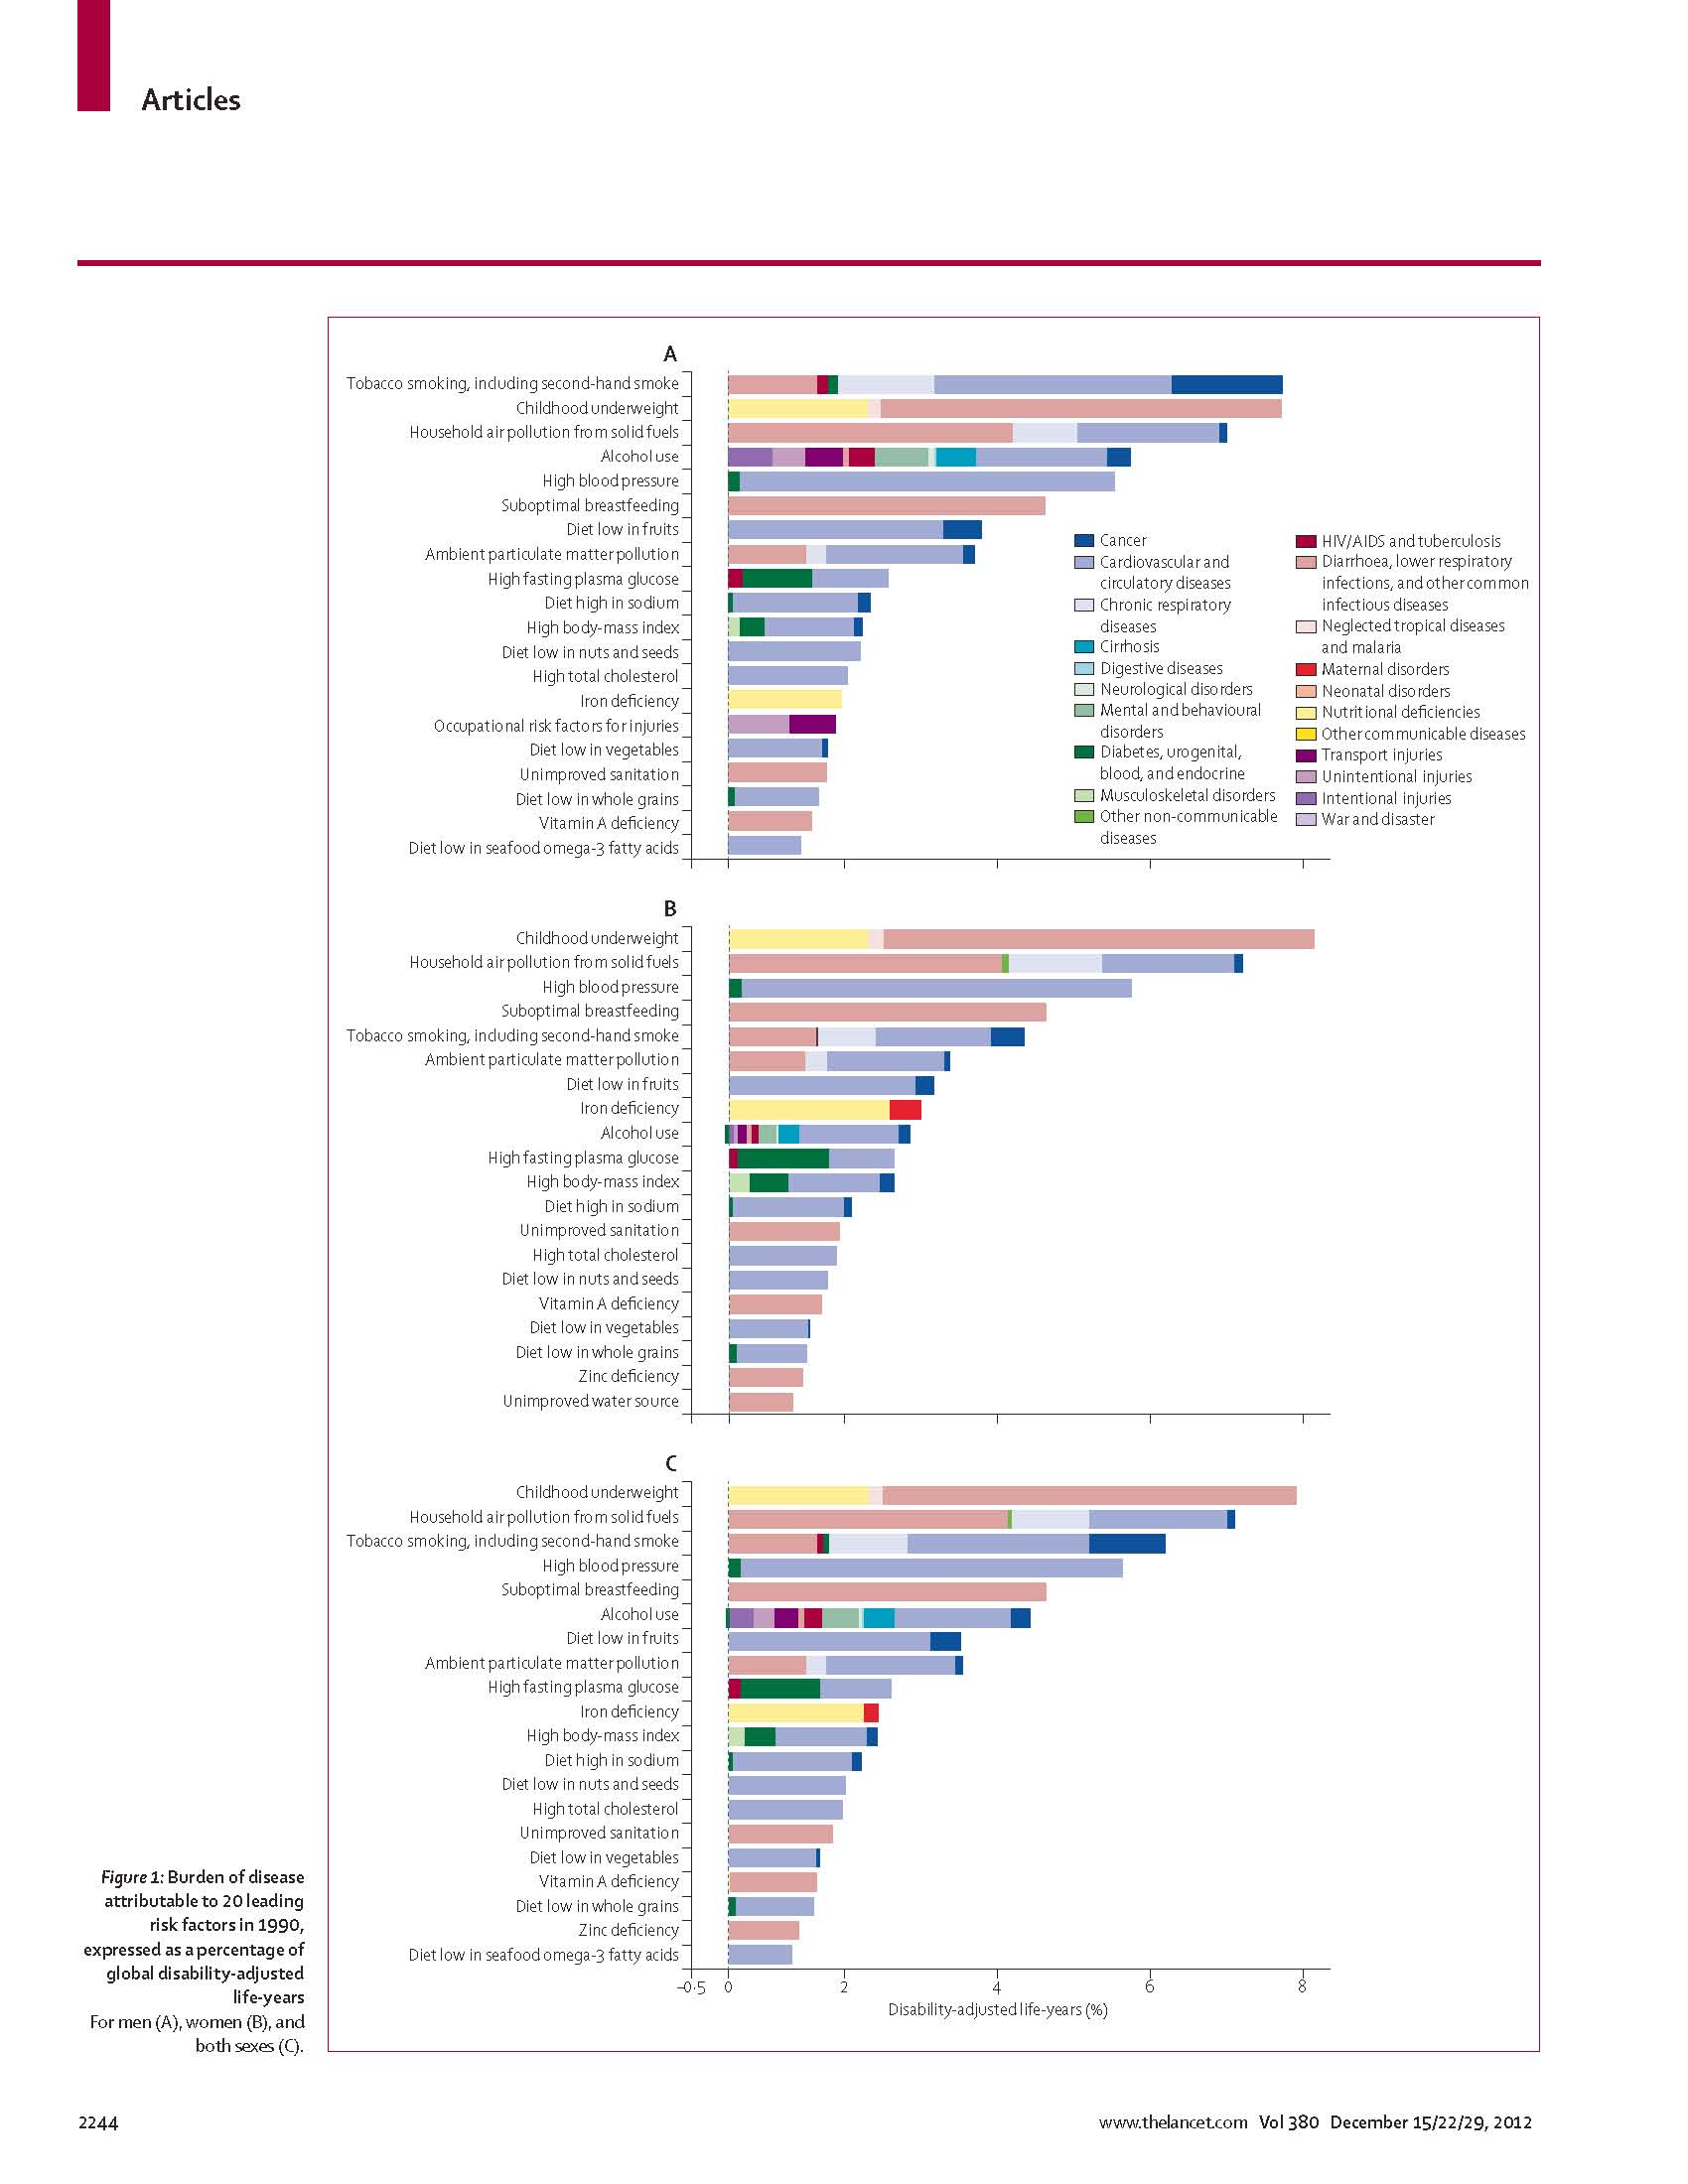 Articles
A
Tobacco smoking, including second-hand smoke
Childhood underweight
Household air pollution from solid fuels
Alcohol use
High blood pressure
Suboptimal breastfeeding
Diet low in fruits
Ambient particulate matter pollution
High fasting plasma glucose
Diet high in sodium
High body-mass index
Diet low in nuts and seeds
High total cholesterol
Iron deficiency
Occupational risk factors for injuries
Diet low in vegetables
Unimproved sanitation
Diet low in whole grains
Vitamin A deficiency
Diet low in seafood omega-3 fatty acids
Cancer
Cardiovascular and
circulatory diseases
Chronic respiratory
diseases
Cirrhosis
Digestive diseases
Neurological disorders
Mental and behavioural
disorders
Diabetes, urogenital,
blood, and endocrine
Musculoskeletal disorders
Other non-communicable
diseases
HIV/AIDS and tuberculosis
Diarrhoea, lower respiratory
infections, and other common
infectious diseases
Neglected tropical diseases
and malaria
Maternal disorders
Neonatal disorders
Nutritional deficiencies
Other communicable diseases
Transport injuries
Unintentional injuries
Intentional injuries
War and disaster
B
Childhood underweight
Household air pollution from solid fuels
High blood pressure
Suboptimal breastfeeding
Tobacco smoking, including second-hand smoke
Ambient particulate matter pollution
Diet low in fruits
Iron deficiency
Alcohol use
High fasting plasma glucose
High body-mass index
Diet high in sodium
Unimproved sanitation
High total cholesterol
Diet low in nuts and seeds
Vitamin A deficiency
Diet low in vegetables
Diet low in whole grains
Zinc deficiency
Unimproved water source
C
Childhood underweight
Household air pollution from solid fuels
Tobacco smoking, including second-hand smoke
High blood pressure
Suboptimal breastfeeding
Alcohol use
Diet low in fruits
Ambient particulate matter pollution
High fasting plasma glucose
Iron deficiency
High body-mass index
Diet high in sodium
Diet low in nuts and seeds
High total cholesterol
Unimproved sanitation
Diet low in vegetables
Vitamin A deficiency
Diet low in whole grains
Zinc deficiency
Diet low in seafood omega-3 fatty acids
–0·5 0 2 4 6 8
Disability-adjusted life-years (%)
Figure 1: Burden of disease
attributable to 20 leading
risk factors in 1990,
expressed as a percentage of
global disability-adjusted
life-years
For men (A), women (B), and
both sexes (C).
2244
www.thelancet.com Vol 380 December 15/22/29, 2012